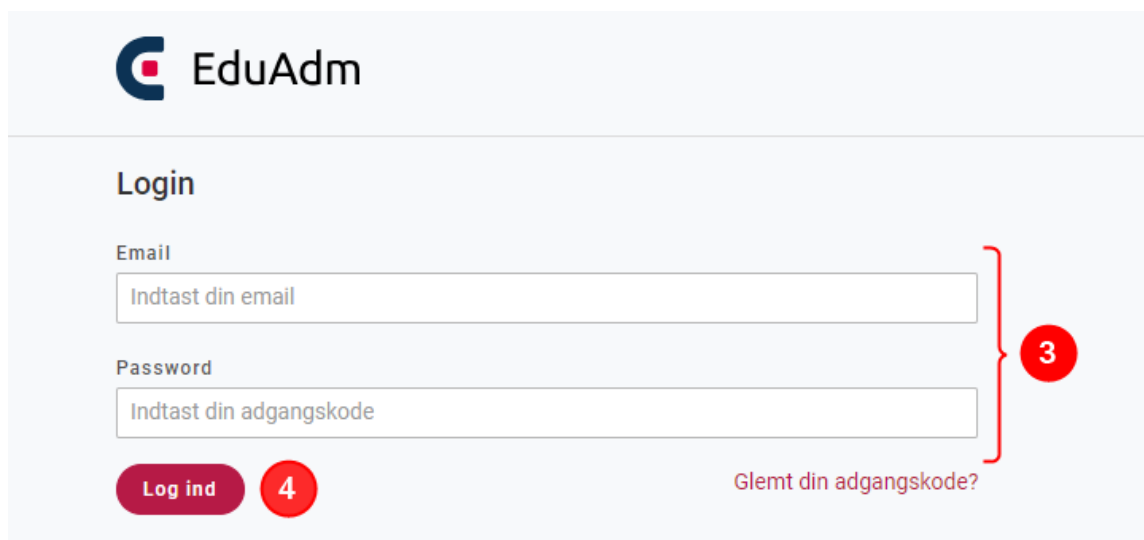 EduAdm
Login
Email
Indtast din email
3
Password
Indtast din adgangskode
Log ind
4
Glemt din adgangskode?